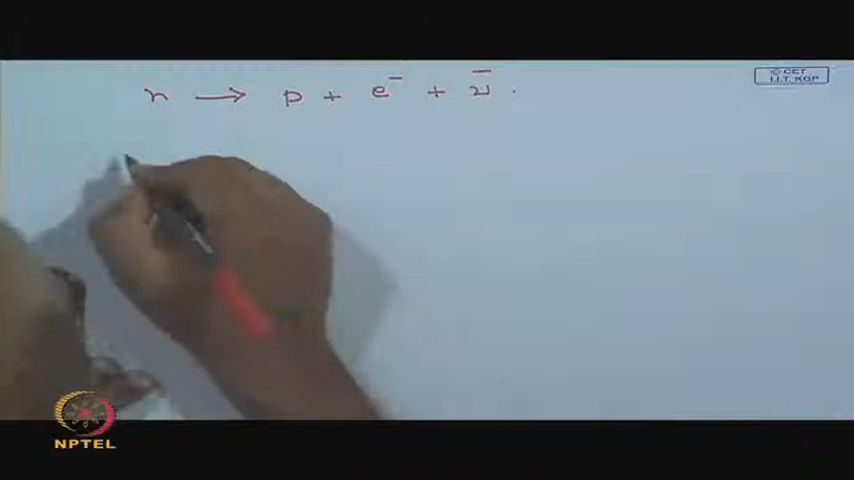 n → p + e⁻ + ν̄ .
© CET
I.I.T. KGP
NPTEL